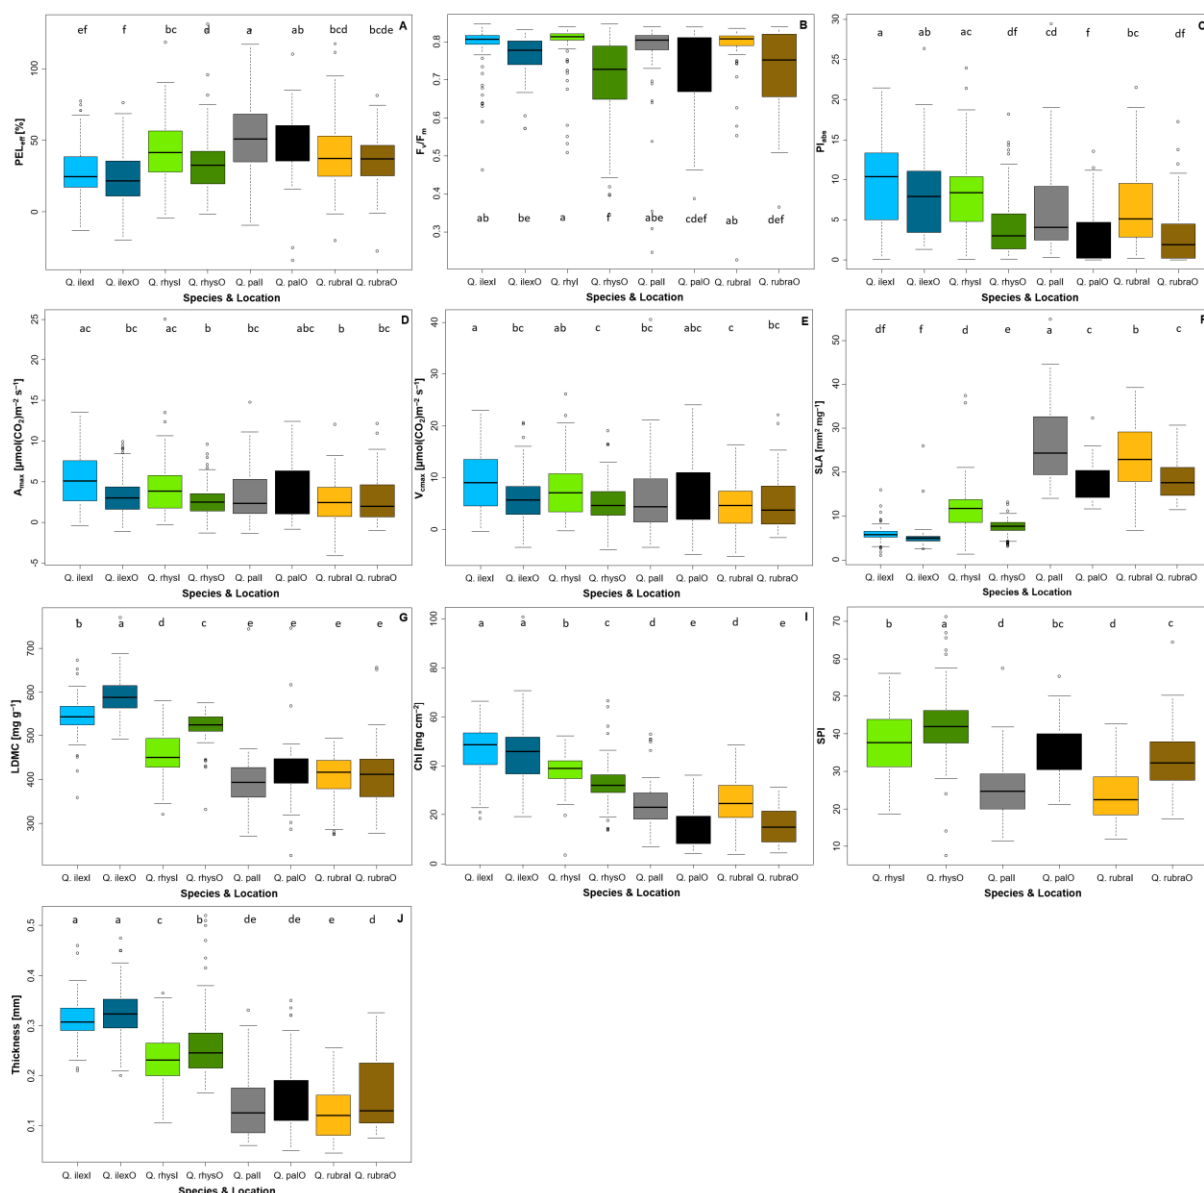 ef f bc d a ab bcd bcde A
PELeff [%]
100
50
0
Q. ilexI Q. ilexO Q. rhysI Q. rhysO Q. palI Q. palO Q. rubraI Q. rubraO
Species & Location
B
Fv/Fm
0.8
0.7
0.6
0.5
0.4
0.3
ab be a f abe cdef ab def
Q. ilexI Q. ilexO Q. rhyI Q. rhysO Q. palI Q. palO Q. rubraI Q. rubraO
Species & Location
a ab ac df cd f bc df
PIabs
30
25
20
15
10
5
0
Q. ilexI Q. ilexO Q. rhysI Q. rhysO Q. palI Q. palO Q. rubraI Q. rubraO
Species & Location
ac bc ac b bc abc b bc D
Amax [µmol(CO2)m−2 s−1]
25
20
15
10
5
0
-5
Q. ilexI Q. ilexO Q. rhysI Q. rhysO Q. palI Q. palO Q. rubraI Q. rubraO
Species & Location
a bc ab c bc abc c bc E
Vcmax [µmol(CO2)m−2 s−1]
40
30
20
10
0
Q. ilexI Q. ilexO Q. rhysI Q. rhysO Q. palI Q. palO Q. rubraI Q. rubraO
Species & Location
df f d e a c b c
SLA [mm2 mg−1]
50
40
30
20
10
0
Q. ilexI Q. ilexO Q. rhysI Q. rhysO Q. palI Q. palO Q. rubraI Q. rubraO
Species & Location
b a d c e e e e G
LDMC [mg g−1]
700
600
500
400
300
Q. ilexI Q. ilexO Q. rhysI Q. rhysO Q. palI Q. palO Q. rubraI Q. rubraO
Species & Location
a a b c d e d e I
Chl [mg cm−2]
100
80
60
40
20
0
Q. ilexI Q. ilexO Q. rhysI Q. rhysO Q. palI Q. palO Q. rubraI Q. rubraO
Species & Location
b a d bc d c
SPI
70
60
50
40
30
20
10
Q. rhysI Q. rhysO Q. palI Q. palO Q. rubraI Q. rubraO
Species & Location
a a c b de de e d J
Thickness [mm]
0.5
0.4
0.3
0.2
0.1
Q. ilexI Q. ilexO Q. rhysI Q. rhysO Q. palI Q. palO Q. rubraI Q. rubraO
Species & Location